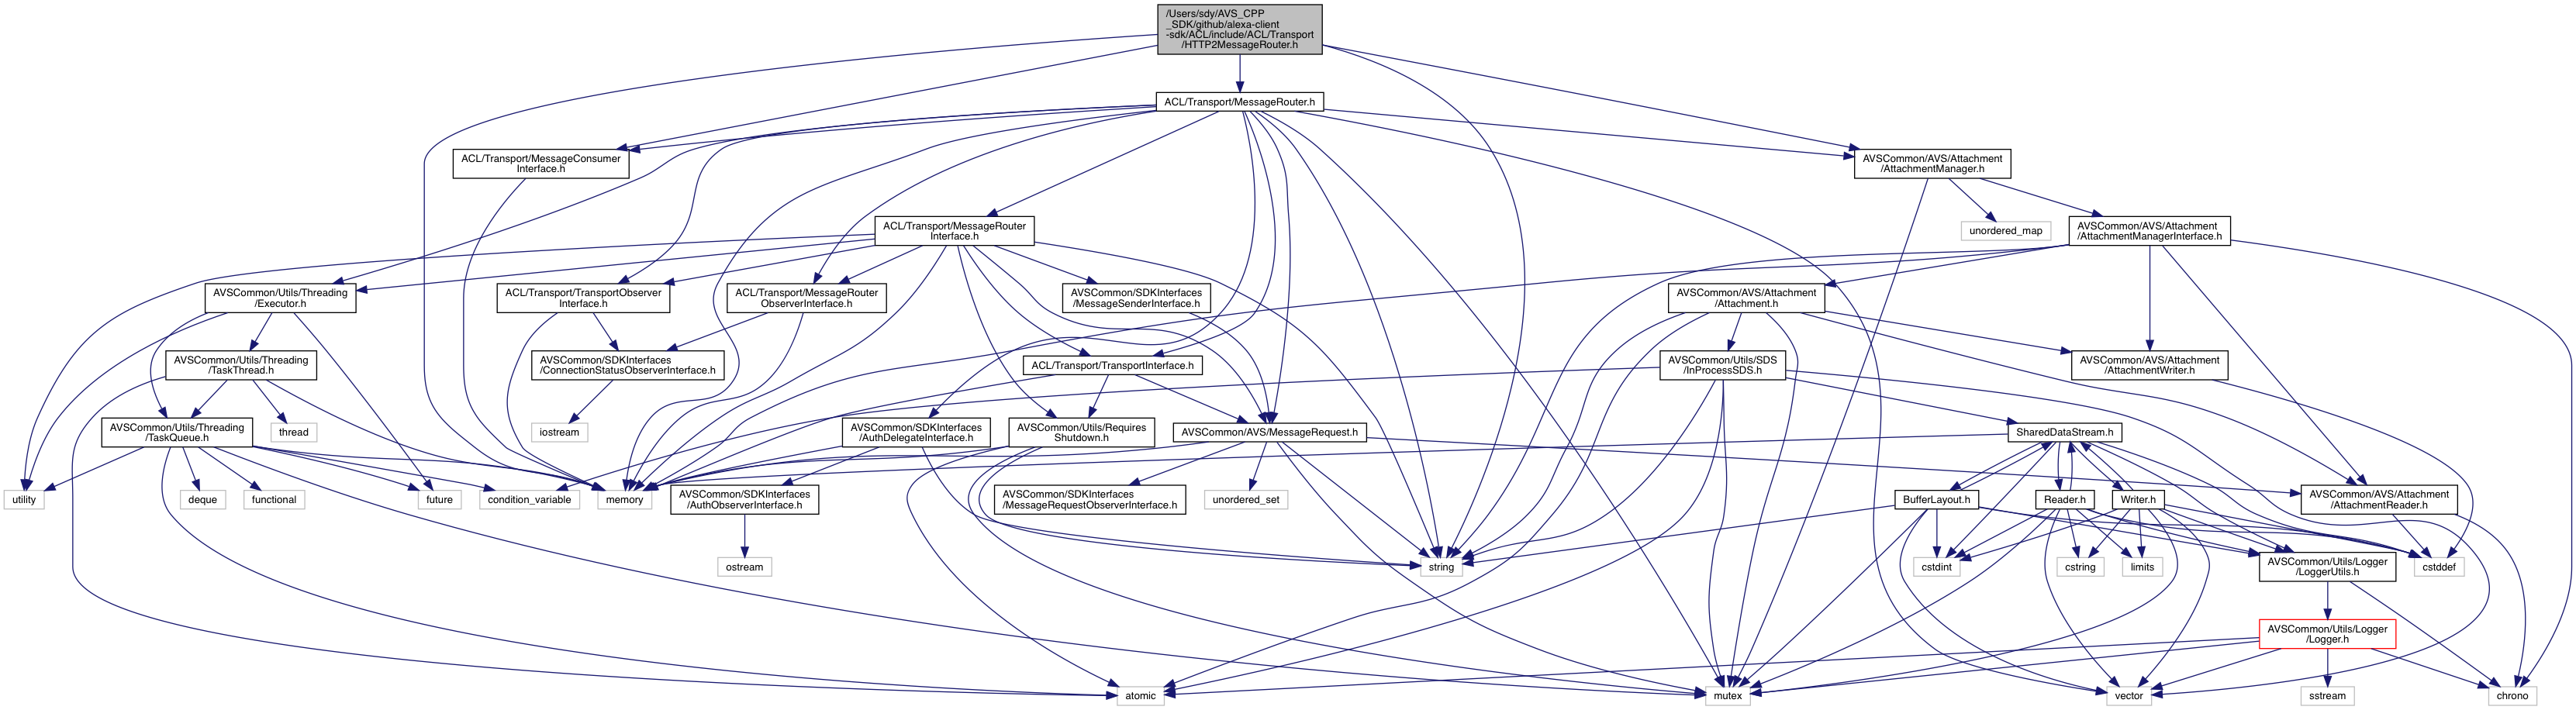 /Users/sdy/AVS_CPP
_SDK/github/alexa-client
-sdk/ACL/include/ACL/Transport
/HTTP2MessageRouter.h
ACL/Transport/MessageRouter.h
ACL/Transport/MessageConsumer
Interface.h
AVSCommon/AVS/Attachment
/AttachmentManager.h
ACL/Transport/MessageRouter
Interface.h
unordered_map
AVSCommon/AVS/Attachment
/AttachmentManagerInterface.h
AVSCommon/Utils/Threading
/Executor.h
ACL/Transport/TransportObserver
Interface.h
ACL/Transport/MessageRouter
ObserverInterface.h
AVSCommon/SDKInterfaces
/MessageSenderInterface.h
AVSCommon/AVS/Attachment
/Attachment.h
AVSCommon/Utils/Threading
/TaskThread.h
AVSCommon/SDKInterfaces
/ConnectionStatusObserverInterface.h
ACL/Transport/TransportInterface.h
AVSCommon/Utils/SDS
/InProcessSDS.h
AVSCommon/AVS/Attachment
/AttachmentWriter.h
AVSCommon/Utils/Threading
/TaskQueue.h
thread
iostream
AVSCommon/SDKInterfaces
/AuthDelegateInterface.h
AVSCommon/Utils/Requires
Shutdown.h
AVSCommon/AVS/MessageRequest.h
SharedDataStream.h
utility
deque
functional
future
condition_variable
memory
AVSCommon/SDKInterfaces
/AuthObserverInterface.h
AVSCommon/SDKInterfaces
/MessageRequestObserverInterface.h
unordered_set
BufferLayout.h
Reader.h
Writer.h
AVSCommon/AVS/Attachment
/AttachmentReader.h
ostream
string
cstdint
cstring
limits
AVSCommon/Utils/Logger
/LoggerUtils.h
cstddef
AVSCommon/Utils/Logger
/Logger.h
atomic
mutex
vector
sstream
chrono